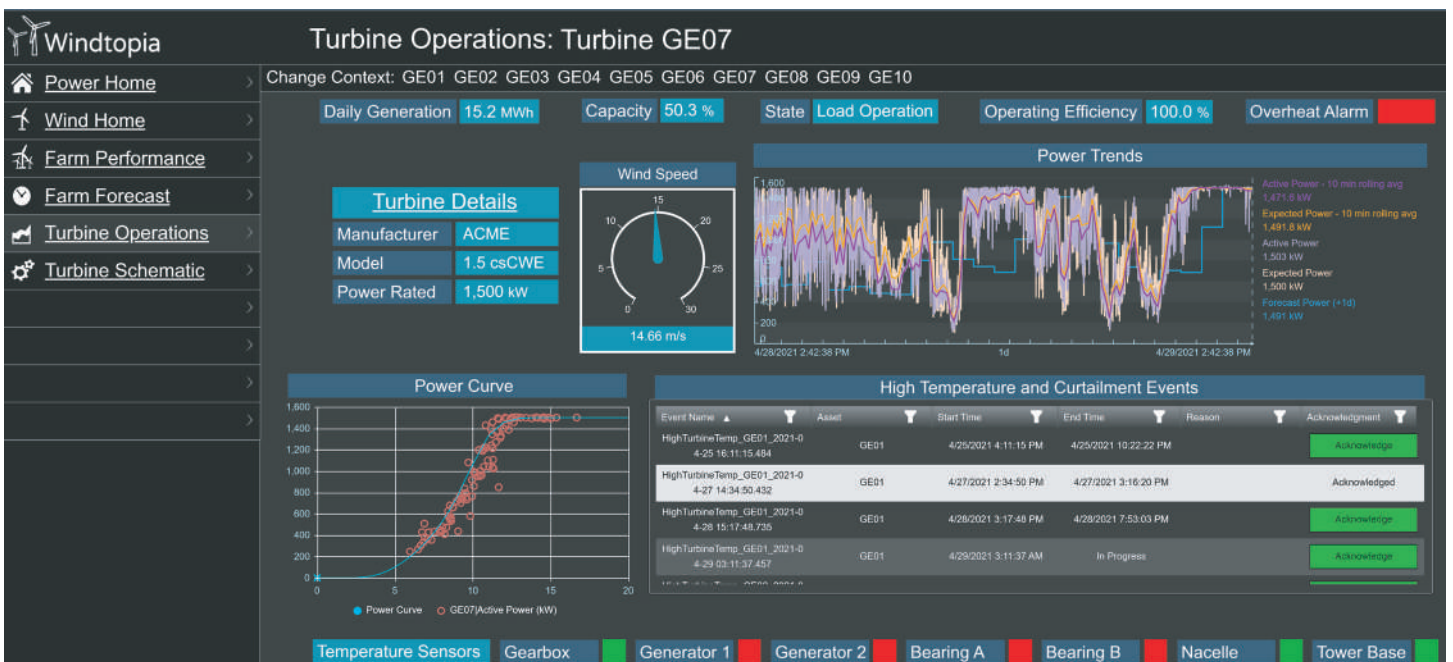 Windtopia
Turbine Operations: Turbine GE07
Power Home
Wind Home
Farm Performance
Farm Forecast
Turbine Operations
Turbine Schematic
Change Context: GE01 GE02 GE03 GE04 GE05 GE06 GE07 GE08 GE09 GE10
Daily Generation 15.2 MWh Capacity 50.3 % State Load Operation Operating Efficiency 100.0 % Overheat Alarm
Turbine Details
Manufacturer ACME
Model 1.5 csCWE
Power Rated 1,500 kW
Wind Speed
15
10 20
5 25
0 30
14.66 m/s
Power Trends
1,600
200
0
4/28/2021 2:42:38 PM 1d 4/29/2021 2:42:38 PM
Active Power - 10 min rolling avg
1,471.6 kW
Expected Power - 10 min rolling avg
1,491.8 kW
Active Power
1,503 kW
Expected Power
1,500 kW
Forecast Power (+1d)
1,491 kW
Power Curve
1,600
1,400
1,200
1,000
800
600
400
200
0
0 5 10 15 20
Power Curve GE07|Active Power (kW)
High Temperature and Curtailment Events
Event Name Asset Start Time End Time Reason Acknowledgment
HighTurbineTemp_GE01_2021-0
4-25 16:11:15.484 GE01 4/25/2021 4:11:15 PM 4/25/2021 10:22:22 PM Acknowledge
HighTurbineTemp_GE01_2021-0
4-27 14:34:50.432 GE01 4/27/2021 2:34:50 PM 4/27/2021 3:16:20 PM Acknowledged
HighTurbineTemp_GE01_2021-0
4-28 15:17:48.735 GE01 4/28/2021 3:17:48 PM 4/28/2021 7:53:03 PM Acknowledge
HighTurbineTemp_GE01_2021-0
4-29 03:11:37.457 GE01 4/29/2021 3:11:37 AM In Progress Acknowledge
Temperature Sensors Gearbox Generator 1 Generator 2 Bearing A Bearing B Nacelle Tower Base